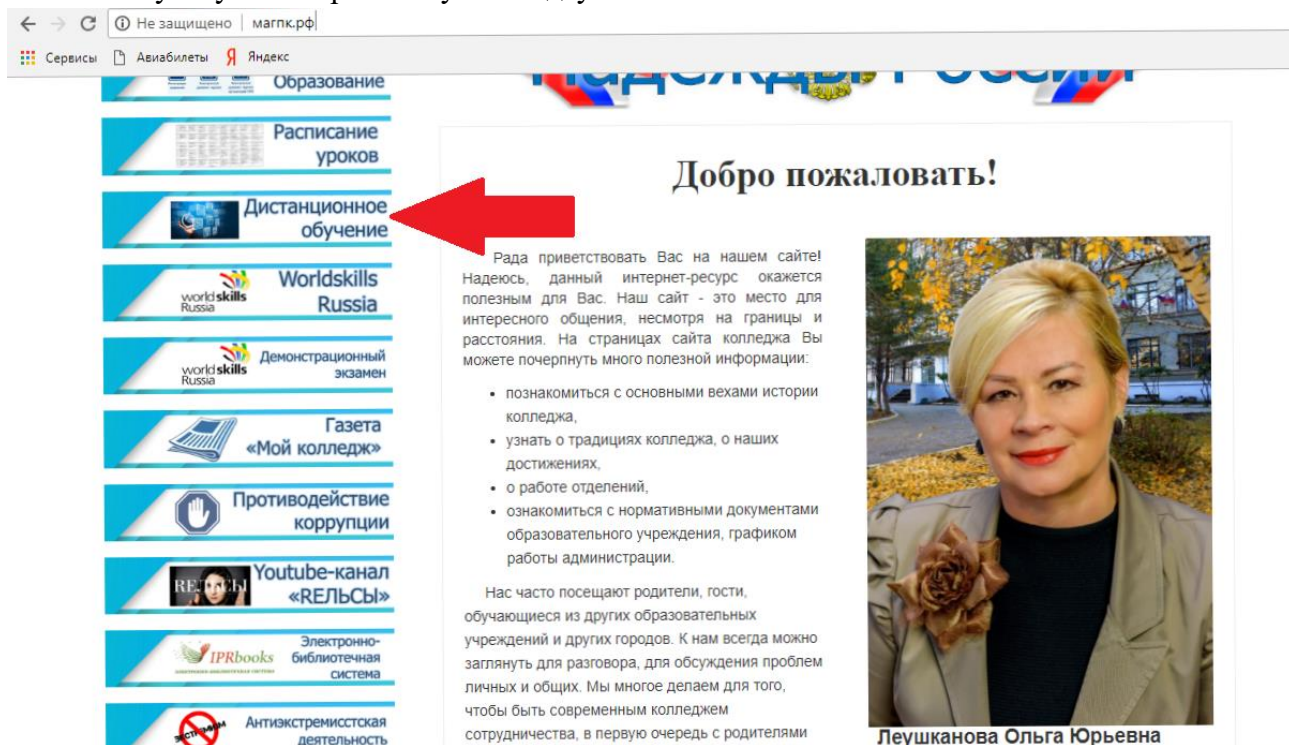 Не защищено | магпк.рф
Сервисы Авиабилеты Я Яндекс
Образование
Расписание
уроков
Дистанционное
обучение
worldskills
Russia
Worldskills
Russia
worldskills
Russia
Демонстрационный
экзамен
Газета
«Мой колледж»
Противодействие
коррупции
RЕЛЬСЫ
Youtube-канал
«RЕЛЬСЫ»
IPRbooks
Электронно-
библиотечная
система
ЭКСТРЕМИЗМ
Антиэкстремисстская
деятельность
Надежды России
Добро пожаловать!
Рада приветствовать Вас на нашем сайте!
Надеюсь, данный интернет-ресурс окажется
полезным для Вас. Наш сайт - это место для
интересного общения, несмотря на границы и
расстояния. На страницах сайта колледжа Вы
можете почерпнуть много полезной информации:
• познакомиться с основными вехами истории
колледжа,
• узнать о традициях колледжа, о наших
достижениях,
• о работе отделений,
• ознакомиться с нормативными документами
образовательного учреждения, графиком
работы администрации.
Нас часто посещают родители, гости,
обучающиеся из других образовательных
учреждений и других городов. К нам всегда можно
заглянуть для разговора, для обсуждения проблем
личных и общих. Мы многое делаем для того,
чтобы быть современным колледжем
сотрудничества, в первую очередь с родителями
Леушканова Ольга Юрьевна